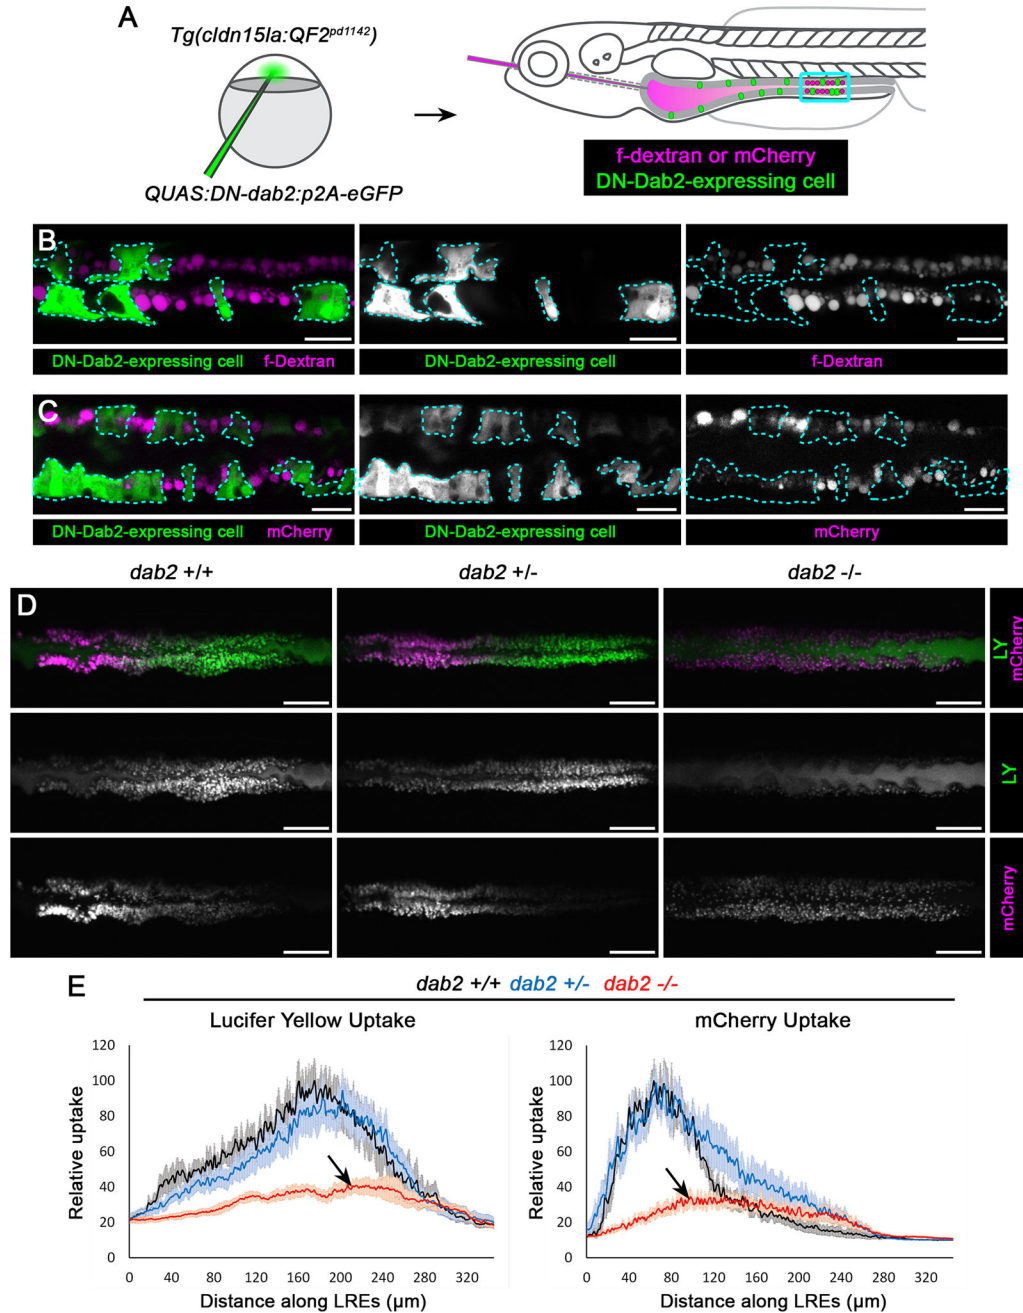 A
Tg(cldn15la:QF2pd1142)
QUAS:DN-dab2:p2A-eGFP
f-dextran or mCherry
DN-Dab2-expressing cell
B
DN-Dab2-expressing cell f-Dextran
DN-Dab2-expressing cell
f-Dextran
C
DN-Dab2-expressing cell mCherry
DN-Dab2-expressing cell
mCherry
dab2 +/+
dab2 +/-
dab2 -/-
D
LY
mCherry
LY
mCherry
E
dab2 +/+ dab2 +/- dab2 -/-
Lucifer Yellow Uptake
Relative uptake
120
100
80
60
40
20
0
0 40 80 120 160 200 240 280 320
Distance along LREs (µm)
mCherry Uptake
Relative uptake
120
100
80
60
40
20
0
0 40 80 120 160 200 240 280 320
Distance along LREs (µm)